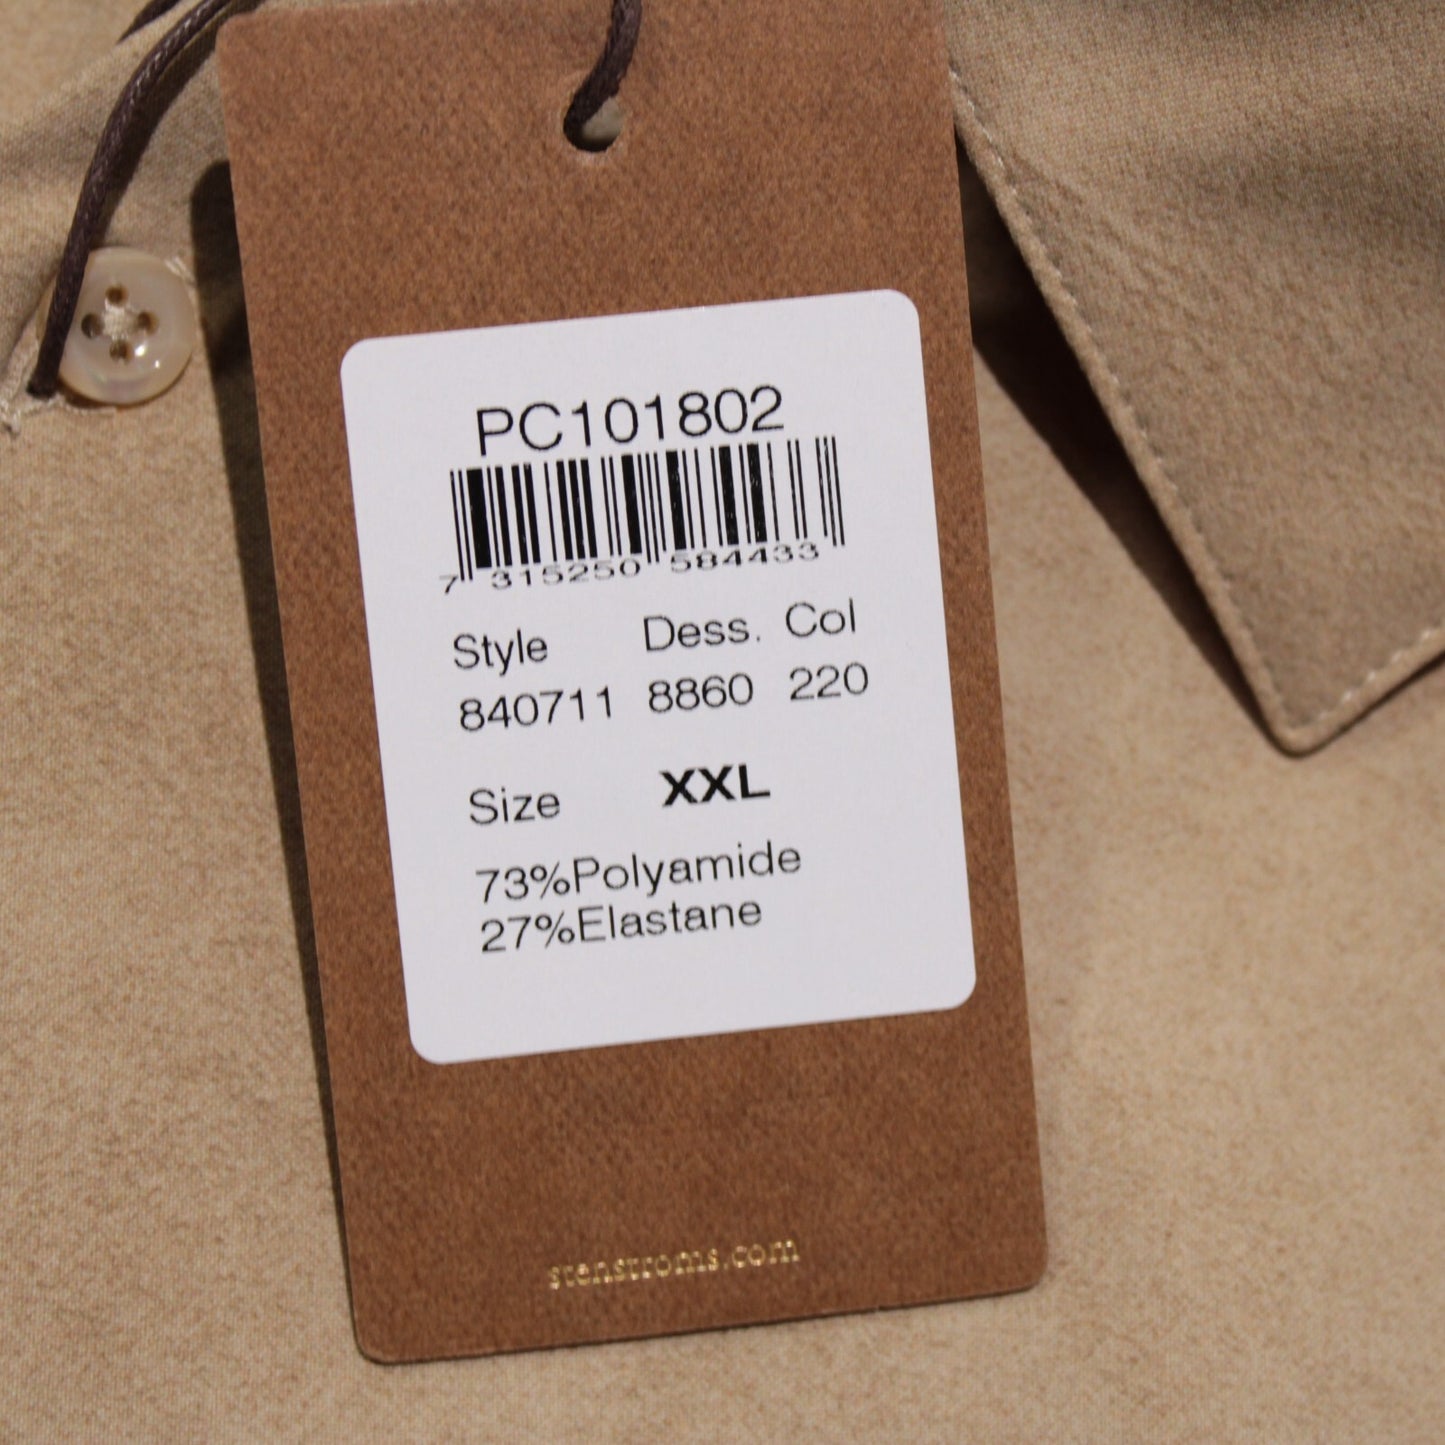 PC101802
7 315250 584433
Style Dess. Col
840711 8860 220
Size XXL
73%Polyamide
27%Elastane
stenstroms.com